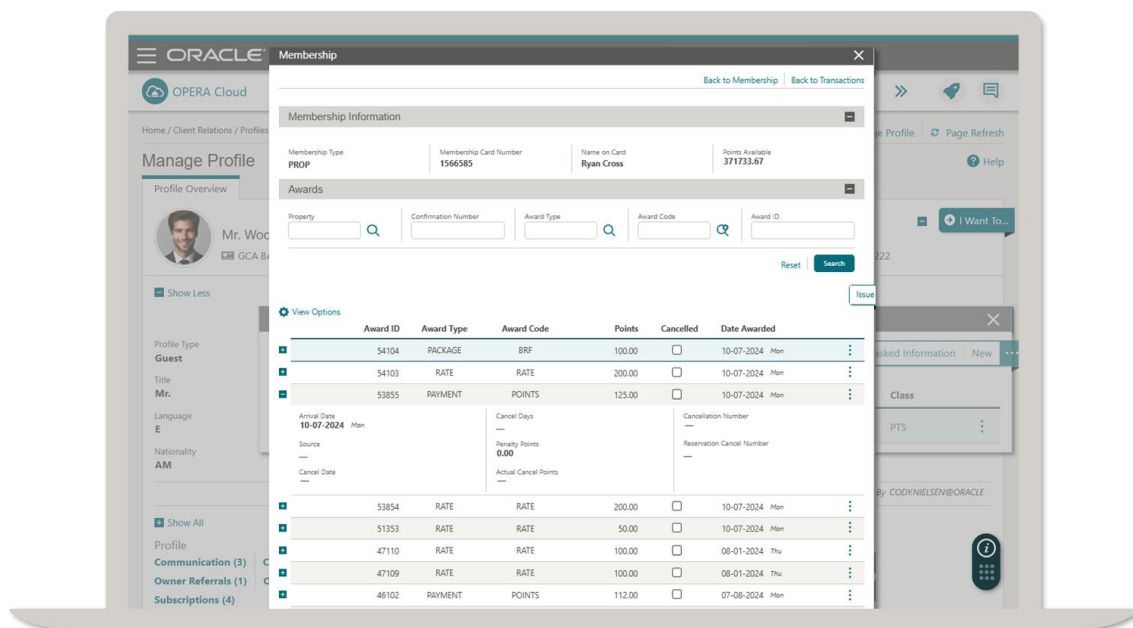 ORACLE
Membership
Back to Membership | Back to Transactions
OPERA Cloud
Home / Client Relations / Profiles
Profile | Page Refresh
Manage Profile
Help
Profile Overview
Membership Information
Membership Type
PROP
Membership Card Number
1566585
Name on Card
Ryan Cross
Points Available
371733.67
Awards
Property
Confirmation Number
Award Type
Award Code
Award ID
Reset
Search
Mr. Woo
GCA
I Want To...
222
Show Less
Issue
View Options
Award ID Award Type Award Code Points Cancelled Date Awarded
54104 PACKAGE BRF 100.00 10-07-2024 Mon
54103 RATE RATE 200.00 10-07-2024 Mon
53855 PAYMENT POINTS 125.00 10-07-2024 Mon
Arrival Date
10-07-2024 Mon
Cancel Days
—
Cancellation Number
—
Source
—
Penalty Points
0.00
Reservation Cancel Number
—
Cancel Date
—
Actual Cancel Points
—
53854 RATE RATE 200.00 10-07-2024 Mon
51353 RATE RATE 50.00 10-07-2024 Mon
47110 RATE RATE 100.00 08-01-2024 Thu
47109 RATE RATE 100.00 08-01-2024 Thu
46102 PAYMENT POINTS 112.00 07-08-2024 Mon
Profile Type
Guest
Title
Mr.
Language
E
Nationality
AM
Information | New
Class
PTS
By CODY.NIELSEN@ORACLE
Show All
Profile
Communication (3)
Owner Referrals (1)
Subscriptions (4)